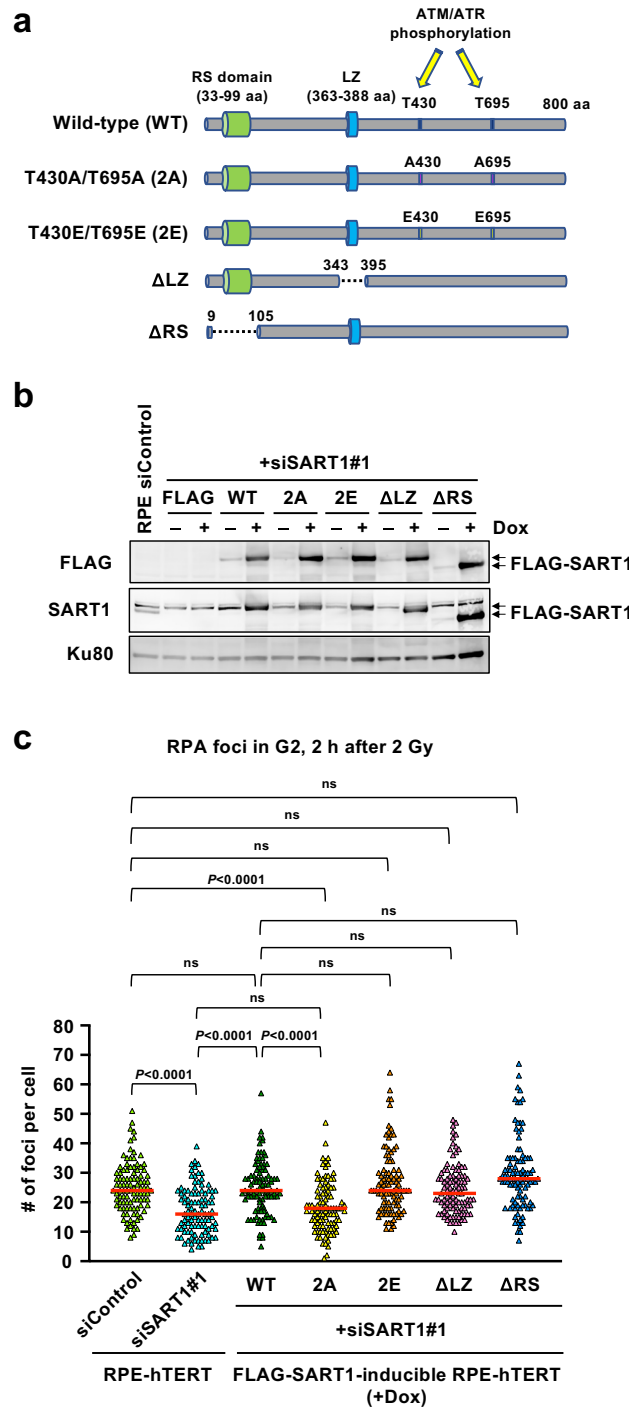 a
ATM/ATR
phosphorylation
RS domain
(33-99 aa)
LZ
(363-388 aa)
T430
T695
800 aa
Wild-type (WT)
T430A/T695A (2A)
A430
A695
T430E/T695E (2E)
E430
E695
ΔLZ
343
395
ΔRS
9
105
b
RPE siControl
+siSART1#1
FLAG WT 2A 2E ΔLZ ΔRS
– + – + – + – + – + – + Dox
FLAG
FLAG-SART1
SART1
FLAG-SART1
Ku80
c
RPA foci in G2, 2 h after 2 Gy
ns
ns
ns
P<0.0001
ns
ns
ns
ns
ns
P<0.0001
P<0.0001
P<0.0001
# of foci per cell
80
70
60
50
40
30
20
10
0
siControl
siSART1#1
WT 2A 2E ΔLZ ΔRS
+siSART1#1
RPE-hTERT
FLAG-SART1-inducible RPE-hTERT
(+Dox)